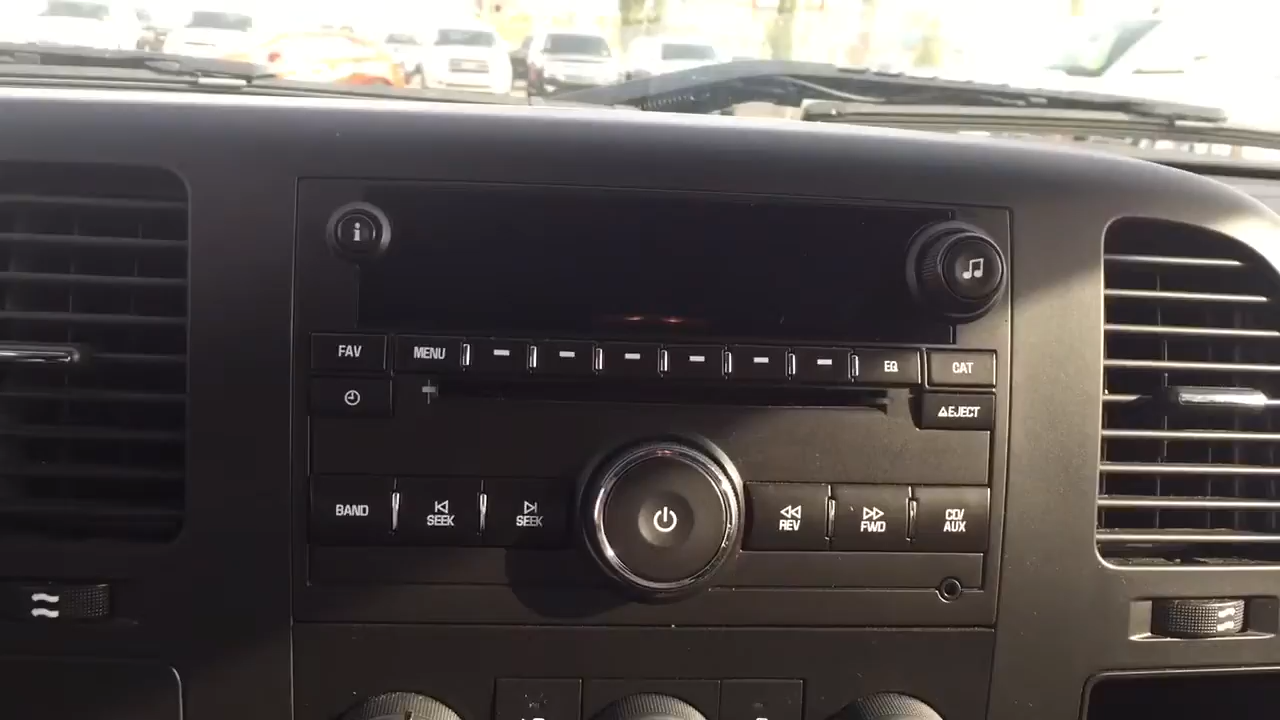 i
FAV
MENU
EQ
CAT
EJECT
BAND
SEEK
SEEK
REV
FWD
CD/
AUX